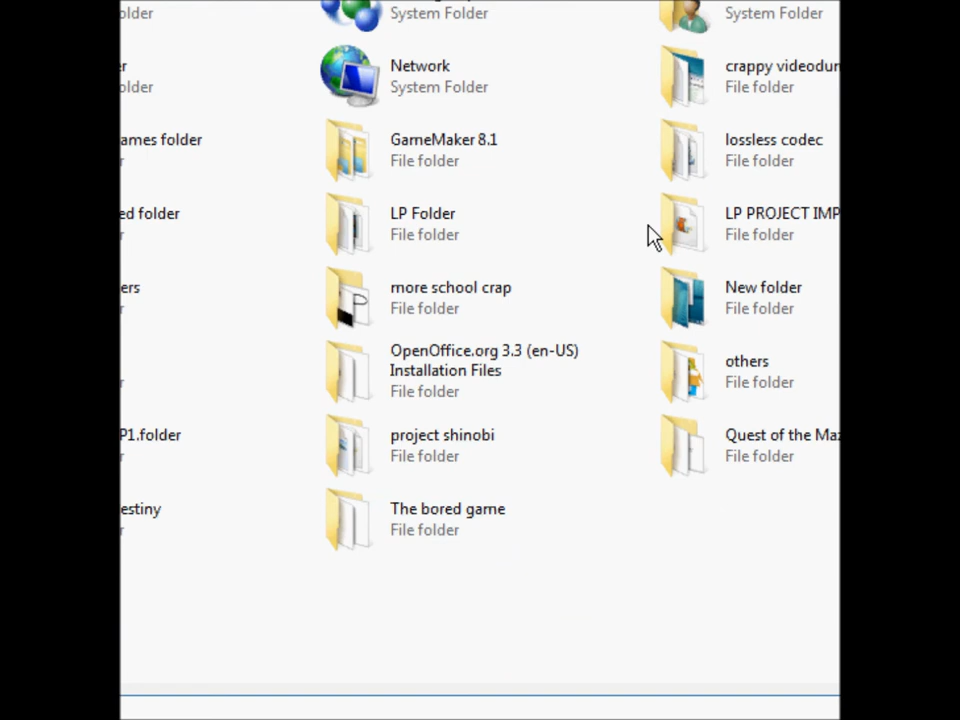 older
System Folder
System Folder
er
older
Network
System Folder
crappy videodun
File folder
ames folder
r
GameMaker 8.1
File folder
lossless codec
File folder
ed folder
r
LP Folder
File folder
LP PROJECT IMP
File folder
ers
r
more school crap
File folder
New folder
File folder
r
OpenOffice.org 3.3 (en-US)
Installation Files
File folder
others
File folder
P1.folder
r
project shinobi
File folder
Quest of the Maz
File folder
estiny
r
The bored game
File folder